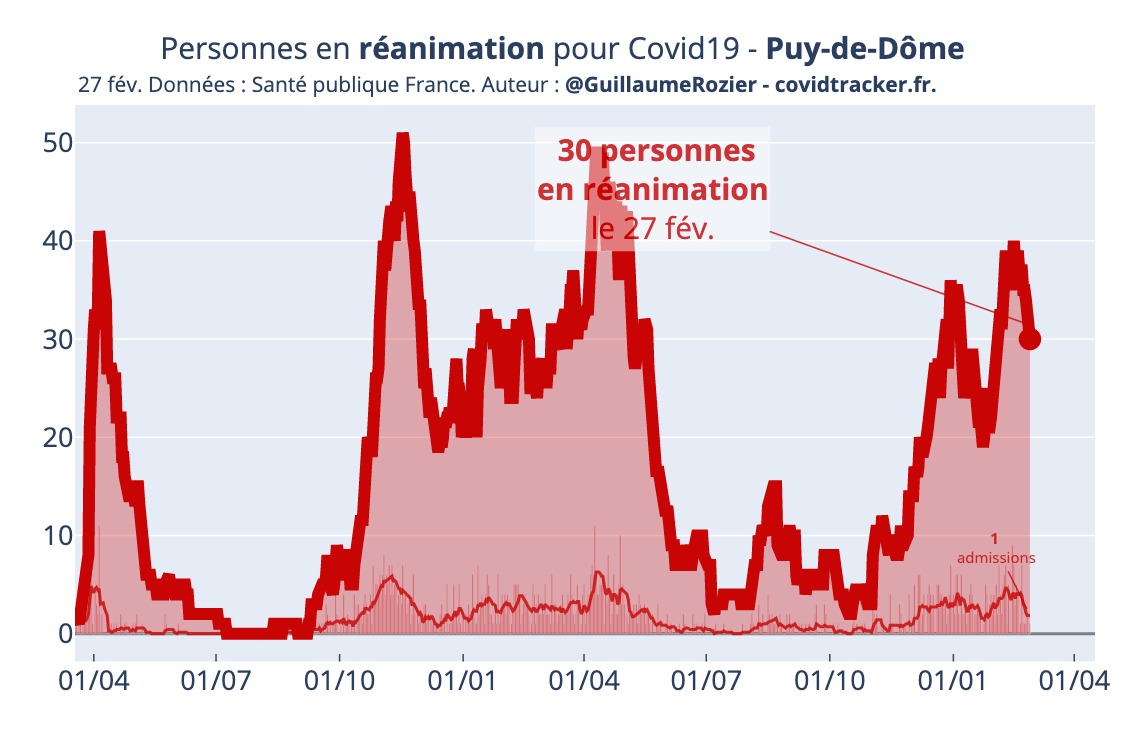 Personnes en réanimation pour Covid19 - Puy-de-Dôme
27 fév. Données : Santé publique France. Auteur : @GuillaumeRozier - covidtracker.fr.
50
30 personnes
en réanimation
le 27 fév.
40
30
20
10
1
admissions
0
01/04 01/07 01/10 01/01 01/04 01/07 01/10 01/01 01/04